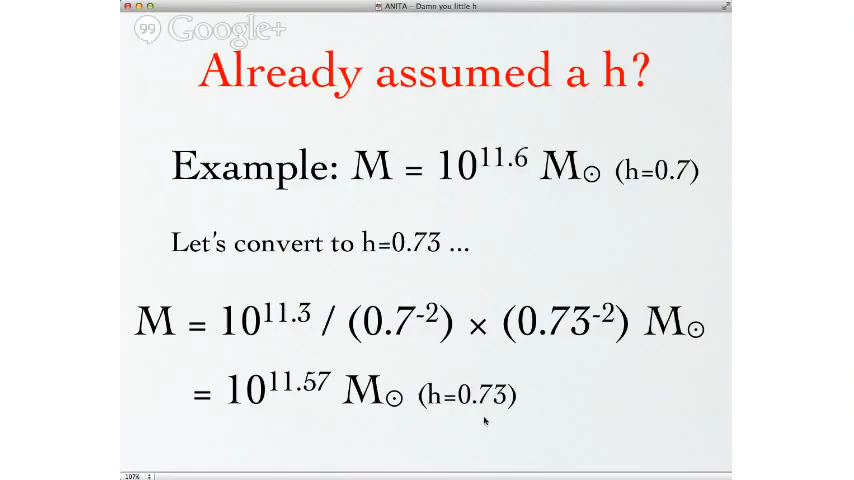 ANITA – Damn you little h
Google+
Already assumed a h?
Example: M = 10^11.6 M☉ (h=0.7)
Let's convert to h=0.73 ...
M = 10^11.3 / (0.7^-2) × (0.73^-2) M☉
= 10^11.57 M☉ (h=0.73)
107%